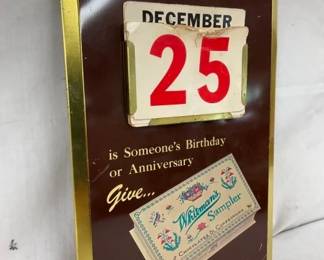 DECEMBER
25
is Someone's Birthday
or Anniversary
Give...
Whitman's
Sampler